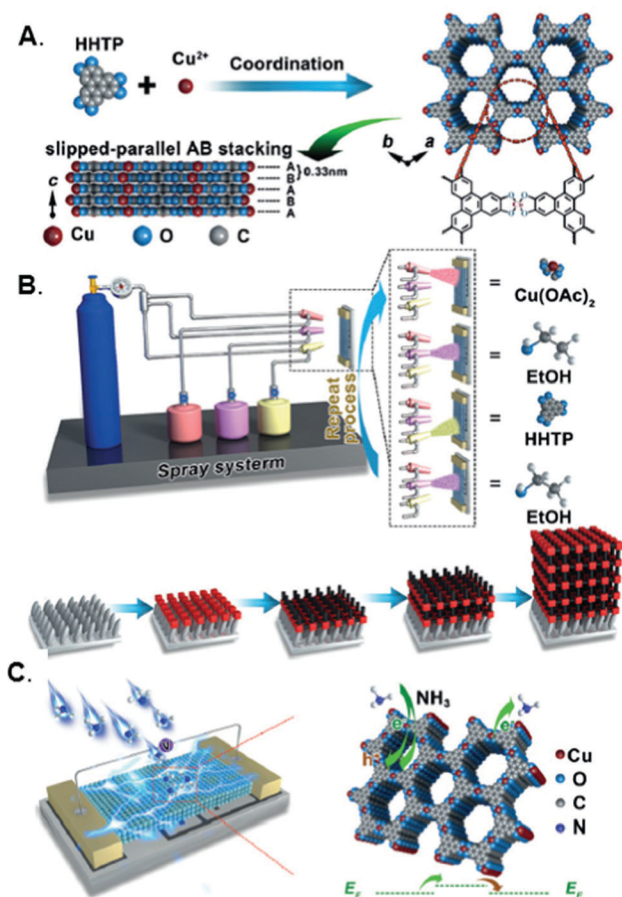 A.
HHTP
Cu2+
+
Coordination
slipped-parallel AB stacking
c
A
B
A
B
A
0.33nm
b
a
Cu
O
C
B.
Repeat
process
Spray systerm
=
Cu(OAc)2
=
EtOH
=
HHTP
=
EtOH
C.
N
NH3
e
e
h
Cu
O
C
N
EF
EF